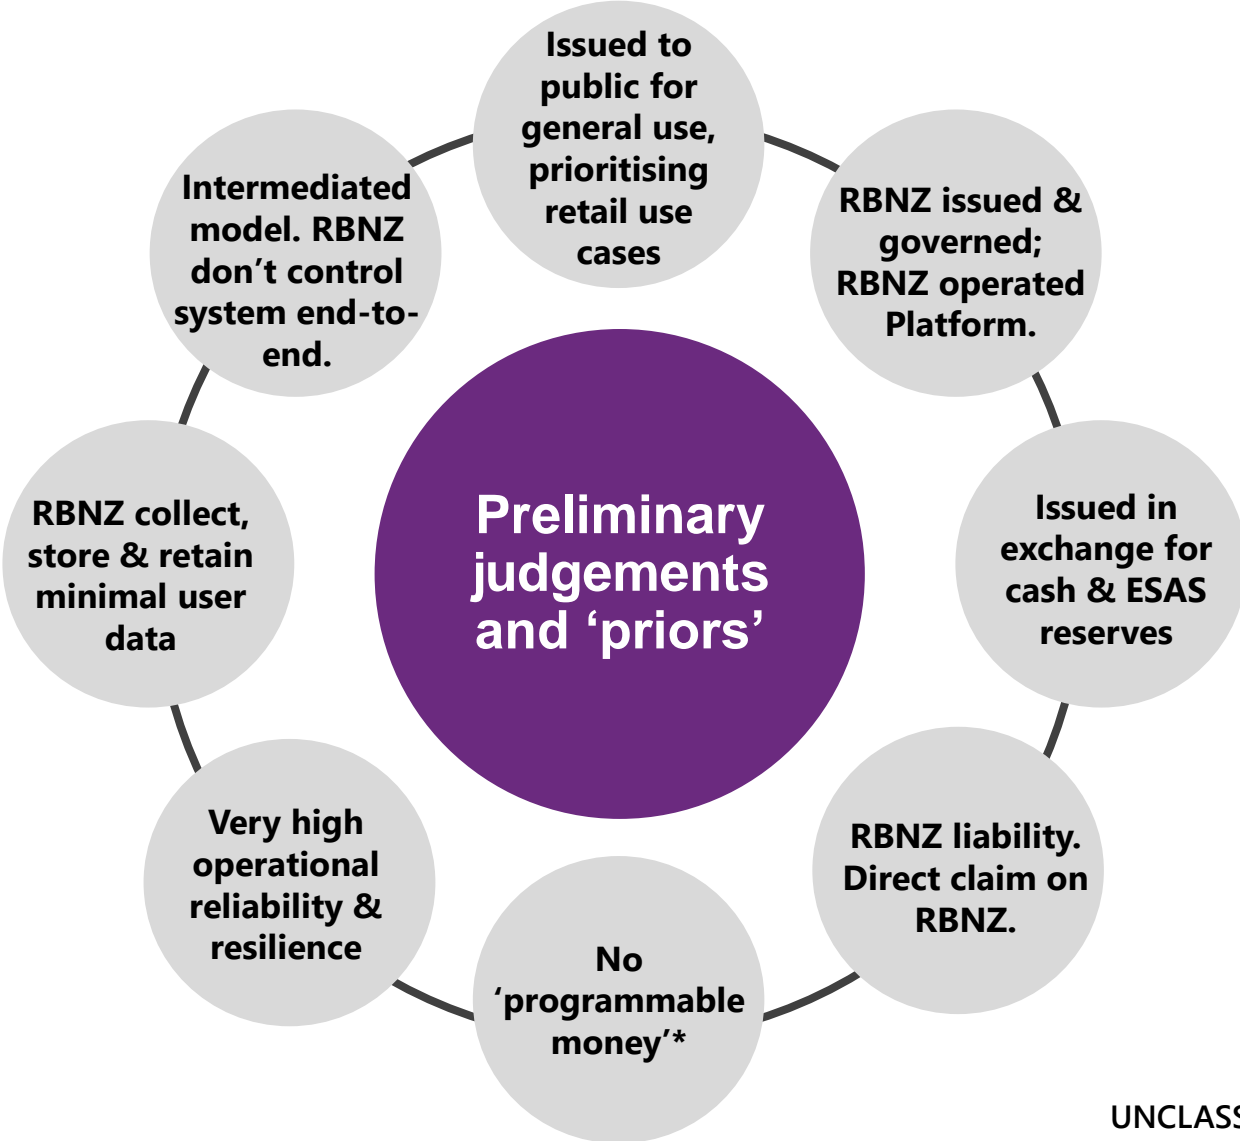 Issued to
public for
general use,
prioritising
retail use
cases
RBNZ issued &
governed;
RBNZ operated
Platform.
Issued in
exchange for
cash & ESAS
reserves
RBNZ liability.
Direct claim on
RBNZ.
No
‘programmable
money’*
Very high
operational
reliability &
resilience
RBNZ collect,
store & retain
minimal user
data
Intermediated
model. RBNZ
don’t control
system end-to-
end.
Preliminary
judgements
and ‘priors’
UNCLASS